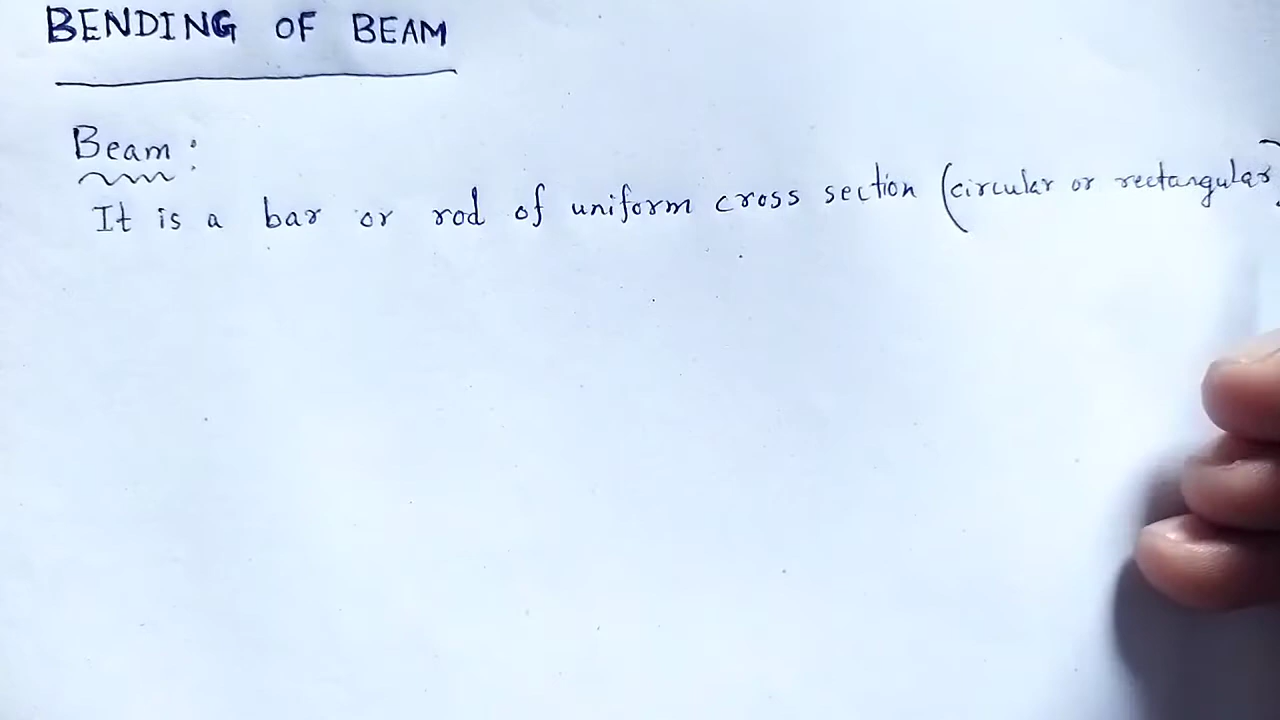 BENDING OF BEAM
Beam :
It is a bar or rod of uniform cross section (circular or rectangular)